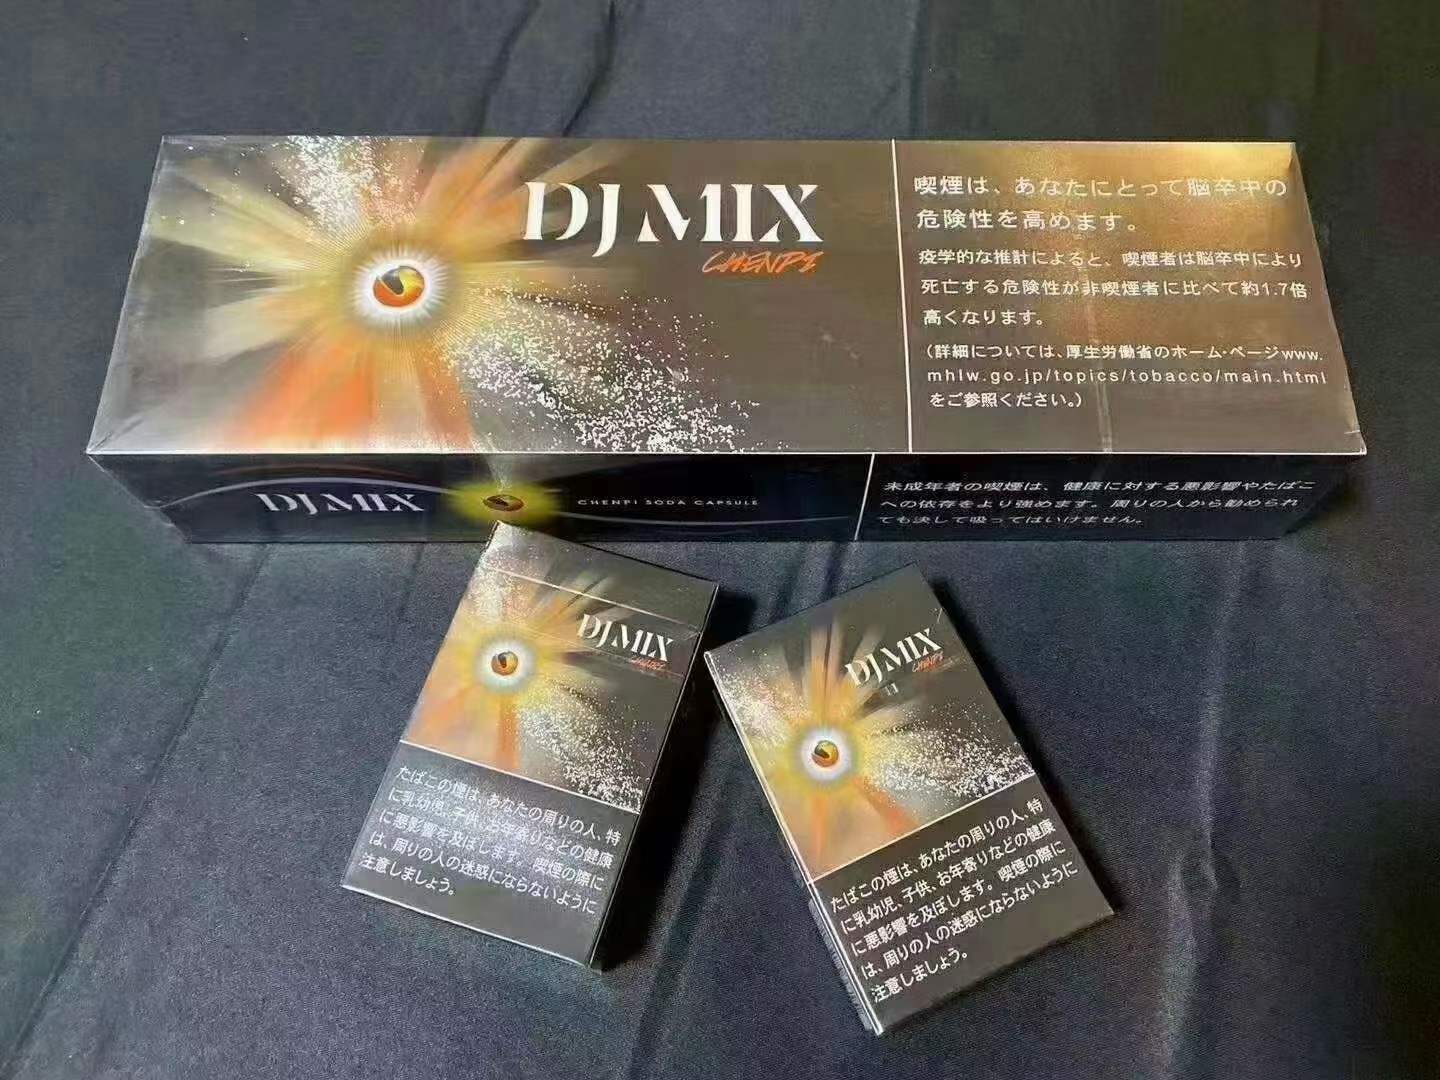 DJ MIX
CHENPI
喫煙は、あなたにとって脳卒中の
危険性を高めます。
疫学的な推計によると、喫煙者は脳卒中により
死亡する危険性が非喫煙者に比べて約1.7倍
高くなります。
(詳細については、厚生労働省のホーム・ページwww.
mhlw.go.jp/topics/tobacco/main.html
をご参照ください。)
DJ MIX
CHENPI SODA CAPSULE
未成年者の喫煙は、健康に対する悪影響やたばこ
への依存をより強めます。周りの人から勧められ
ても決して吸ってはいけません。
DJ MIX
CHENPI
たばこの煙は、あなたの周りの人、特
に乳幼児、子供、お年寄りなどの健康
に悪影響を及ぼします。喫煙の際に
は、周りの人の迷惑にならないように
注意しましょう。
DJ MIX
CHENPI
たばこの煙は、あなたの周りの人、特
に乳幼児、子供、お年寄りなどの健康
に悪影響を及ぼします。喫煙の際に
は、周りの人の迷惑にならないように
注意しましょう。